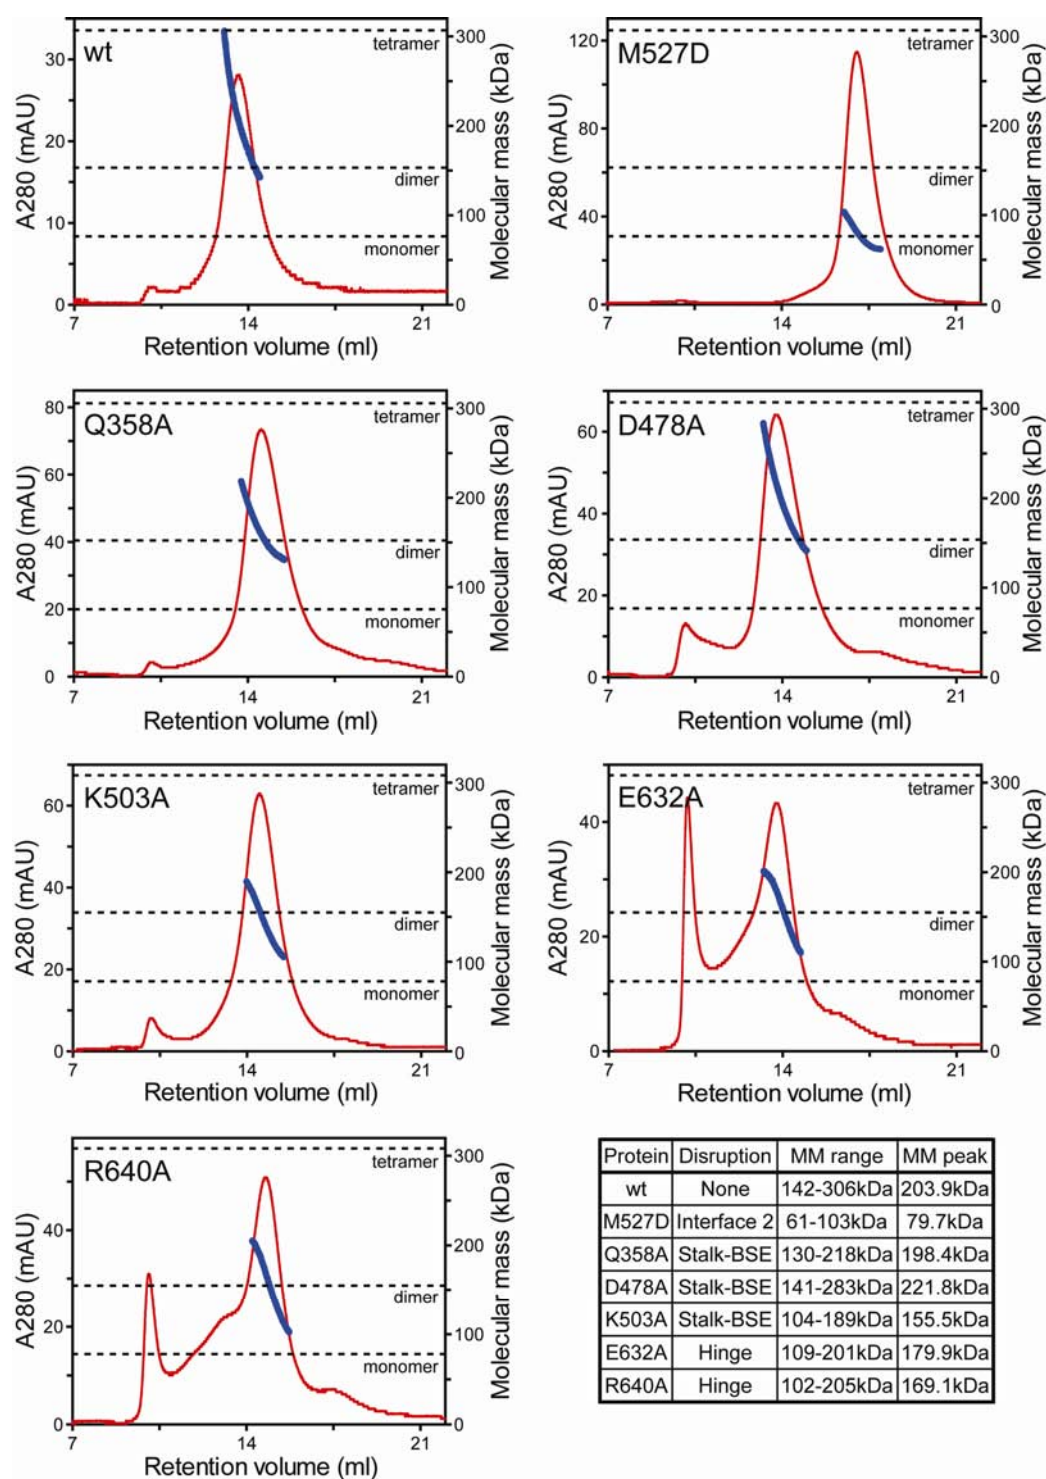 wt
A280 (mAU)
30
20
10
0
7
14
21
Retention volume (ml)
300
200
100
0
Molecular mass (kDa)
tetramer
dimer
monomer
M527D
A280 (mAU)
120
80
40
0
7
14
21
Retention volume (ml)
300
200
100
0
Molecular mass (kDa)
tetramer
dimer
monomer
Q358A
A280 (mAU)
80
60
40
20
0
7
14
21
Retention volume (ml)
300
200
100
0
Molecular mass (kDa)
tetramer
dimer
monomer
D478A
A280 (mAU)
60
40
20
0
7
14
21
Retention volume (ml)
300
200
100
0
Molecular mass (kDa)
tetramer
dimer
monomer
K503A
A280 (mAU)
60
40
20
0
7
14
21
Retention volume (ml)
300
200
100
0
Molecular mass (kDa)
tetramer
dimer
monomer
E632A
A280 (mAU)
40
20
0
7
14
21
Retention volume (ml)
300
200
100
0
Molecular mass (kDa)
tetramer
dimer
monomer
R640A
A280 (mAU)
40
20
0
7
14
21
Retention volume (ml)
300
200
100
0
Molecular mass (kDa)
tetramer
dimer
monomer
Protein Disruption MM range MM peak
wt None 142-306kDa 203.9kDa
M527D Interface 2 61-103kDa 79.7kDa
Q358A Stalk-BSE 130-218kDa 198.4kDa
D478A Stalk-BSE 141-283kDa 221.8kDa
K503A Stalk-BSE 104-189kDa 155.5kDa
E632A Hinge 109-201kDa 179.9kDa
R640A Hinge 102-205kDa 169.1kDa